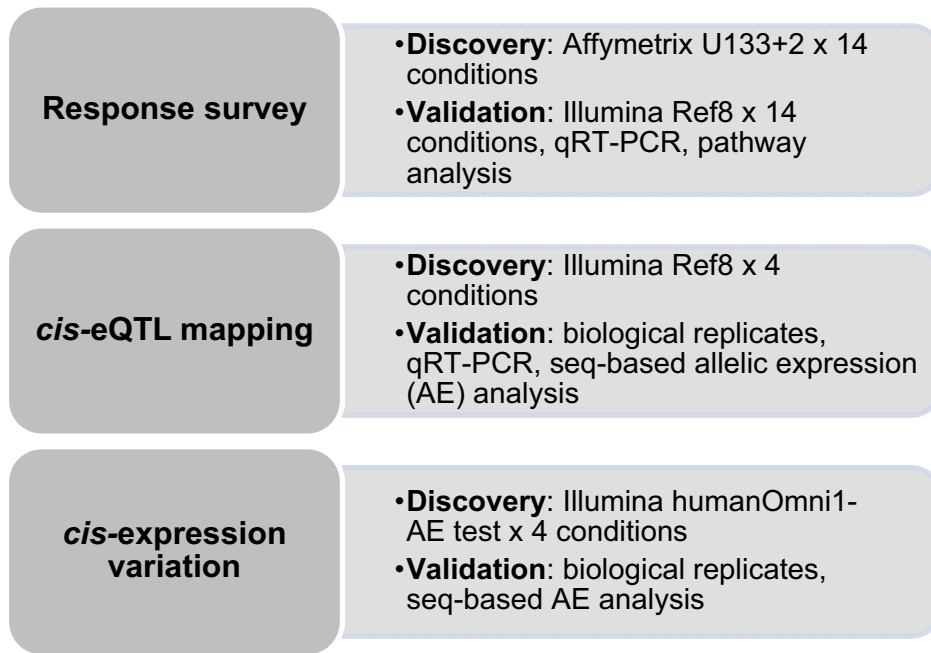 Response survey
•Discovery: Affymetrix U133+2 x 14
conditions
•Validation: Illumina Ref8 x 14
conditions, qRT-PCR, pathway
analysis
cis-eQTL mapping
•Discovery: Illumina Ref8 x 4
conditions
•Validation: biological replicates,
qRT-PCR, seq-based allelic expression
(AE) analysis
cis-expression
variation
•Discovery: Illumina humanOmni1-
AE test x 4 conditions
•Validation: biological replicates,
seq-based AE analysis